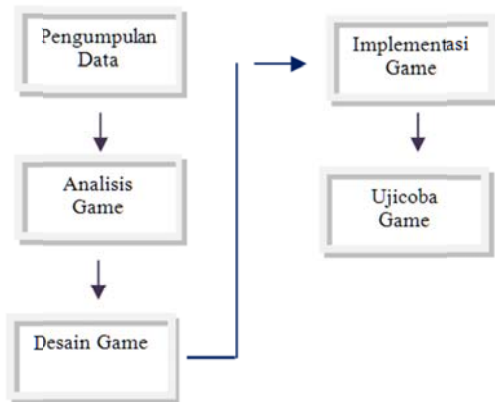 Pengumpulan
Data
Analisis
Game
Desain Game
Implementasi
Game
Ujicoba
Game